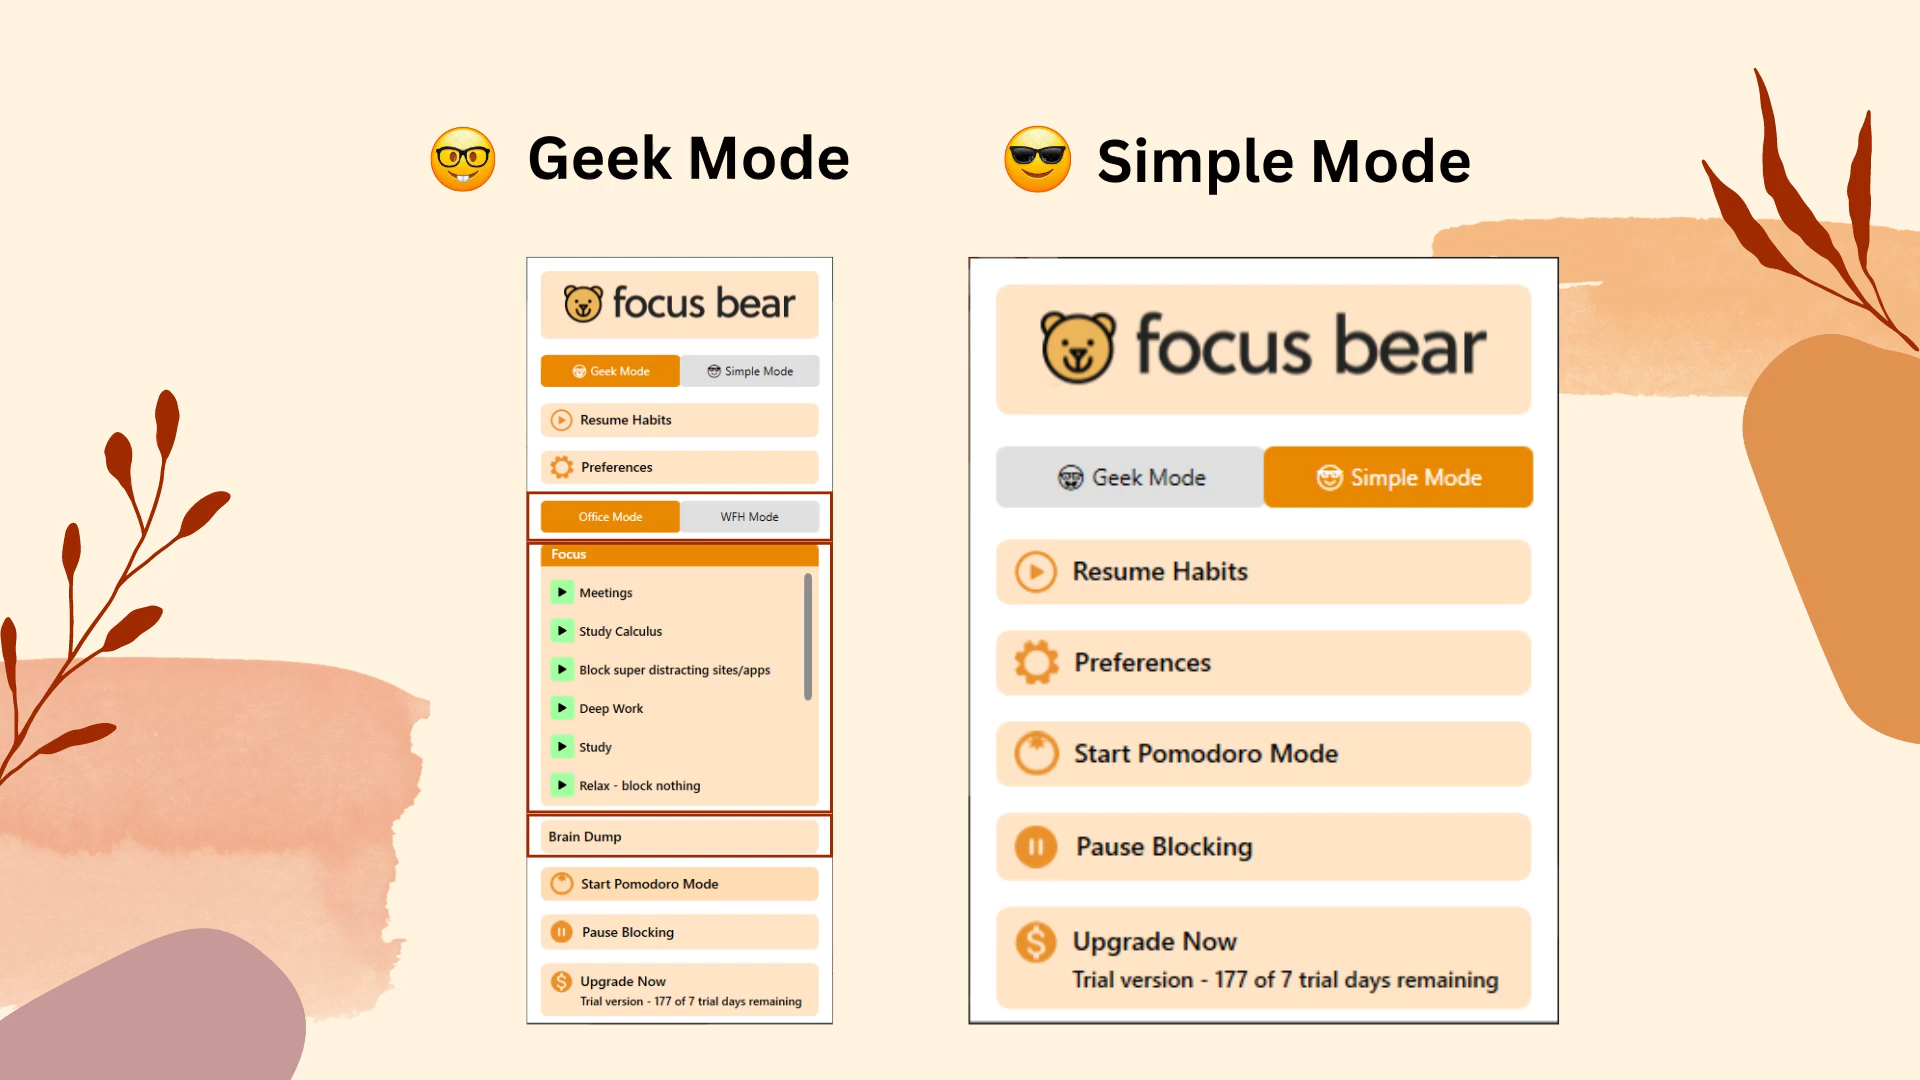 Geek Mode
Simple Mode
focus bear
Geek Mode
Simple Mode
Resume Habits
Preferences
Office Mode
WFH Mode
Focus
Meetings
Study Calculus
Block super distracting sites/apps
Deep Work
Study
Relax - block nothing
Brain Dump
Start Pomodoro Mode
Pause Blocking
Upgrade Now
Trial version - 177 of 7 trial days remaining
focus bear
Geek Mode
Simple Mode
Resume Habits
Preferences
Start Pomodoro Mode
Pause Blocking
Upgrade Now
Trial version - 177 of 7 trial days remaining